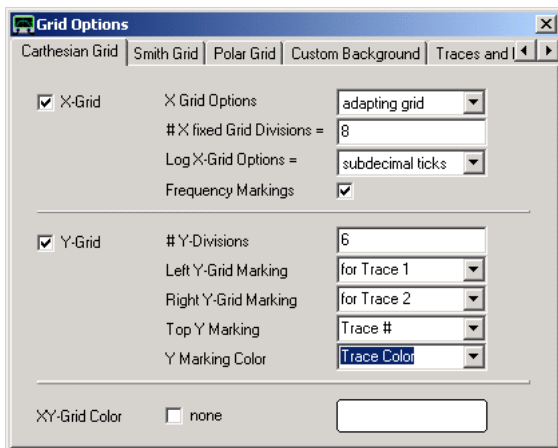 Grid Options
Carthesian Grid Smith Grid Polar Grid Custom Background Traces and
X-Grid X Grid Options adapting grid
# X fixed Grid Divisions = 8
Log X-Grid Options = subdecimal ticks
Frequency Markings
Y-Grid # Y-Divisions 6
Left Y-Grid Marking for Trace 1
Right Y-Grid Marking for Trace 2
Top Y Marking Trace #
Y Marking Color Trace Color
XY-Grid Color none